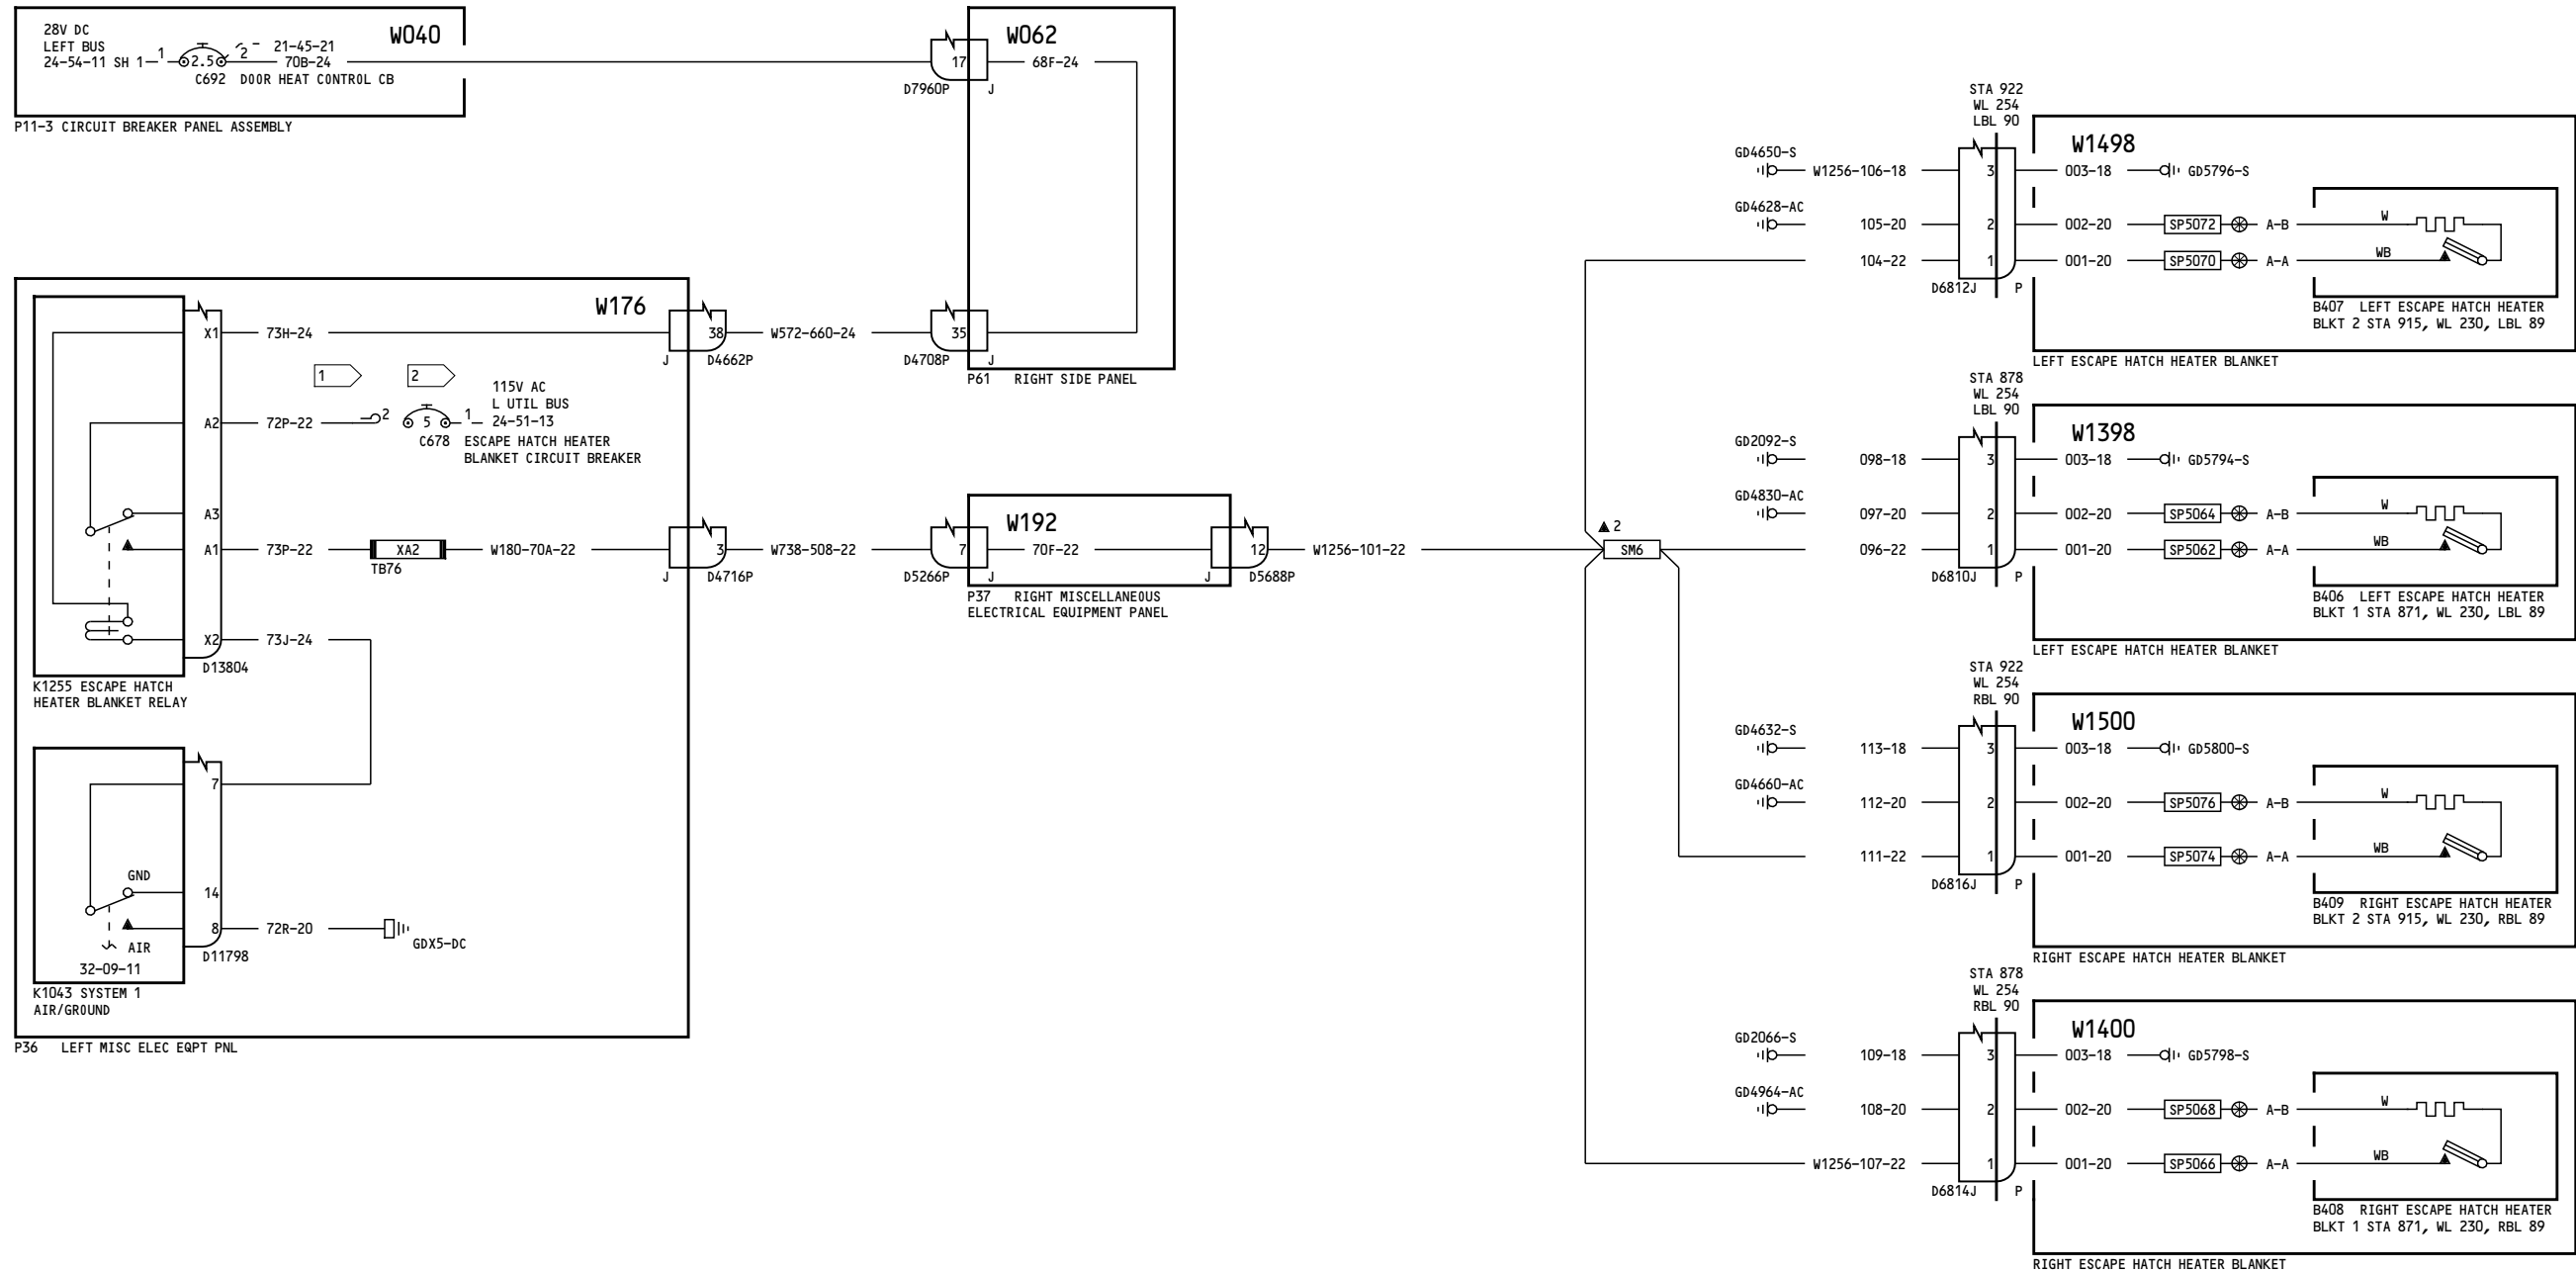 28V DC
LEFT BUS
24-54-11 SH 1
1
2.5
2
21-45-21
70B-24
C692 DOOR HEAT CONTROL CB
W040
P11-3 CIRCUIT BREAKER PANEL ASSEMBLY
17
D7960P
J
W062
68F-24
35
D4708P
J
P61 RIGHT SIDE PANEL
W176
X1
73H-24
38
J
D4662P
W572-660-24
1
2
A2
72P-22
2
5
1
115V AC
L UTIL BUS
24-51-13
C678 ESCAPE HATCH HEATER
BLANKET CIRCUIT BREAKER
A3
A1
73P-22
XA2
TB76
W180-70A-22
3
J
D4716P
W738-508-22
7
D5266P
J
W192
70F-22
12
J
D5688P
P37 RIGHT MISCELLANEOUS
ELECTRICAL EQUIPMENT PANEL
W1256-101-22
2
SM6
X2
73J-24
D13804
K1255 ESCAPE HATCH
HEATER BLANKET RELAY
7
GND
14
8
72R-20
GDX5-DC
AIR
32-09-11
D11798
K1043 SYSTEM 1
AIR/GROUND
P36 LEFT MISC ELEC EQPT PNL
STA 922
WL 254
LBL 90
W1498
GD4650-S
W1256-106-18
3
003-18
GD5796-S
GD4628-AC
105-20
2
002-20
SP5072
A-B
W
104-22
1
001-20
SP5070
A-A
WB
D6812J
P
B407 LEFT ESCAPE HATCH HEATER
BLKT 2 STA 915, WL 230, LBL 89
LEFT ESCAPE HATCH HEATER BLANKET
STA 878
WL 254
LBL 90
W1398
GD2092-S
098-18
3
003-18
GD5794-S
GD4830-AC
097-20
2
002-20
SP5064
A-B
W
096-22
1
001-20
SP5062
A-A
WB
D6810J
P
B406 LEFT ESCAPE HATCH HEATER
BLKT 1 STA 871, WL 230, LBL 89
LEFT ESCAPE HATCH HEATER BLANKET
STA 922
WL 254
RBL 90
W1500
GD4632-S
113-18
3
003-18
GD5800-S
GD4660-AC
112-20
2
002-20
SP5076
A-B
W
111-22
1
001-20
SP5074
A-A
WB
D6816J
P
B409 RIGHT ESCAPE HATCH HEATER
BLKT 2 STA 915, WL 230, RBL 89
RIGHT ESCAPE HATCH HEATER BLANKET
STA 878
WL 254
RBL 90
W1400
GD2066-S
109-18
3
003-18
GD5798-S
GD4964-AC
108-20
2
002-20
SP5068
A-B
W
W1256-107-22
1
001-20
SP5066
A-A
WB
D6814J
P
B408 RIGHT ESCAPE HATCH HEATER
BLKT 1 STA 871, WL 230, RBL 89
RIGHT ESCAPE HATCH HEATER BLANKET